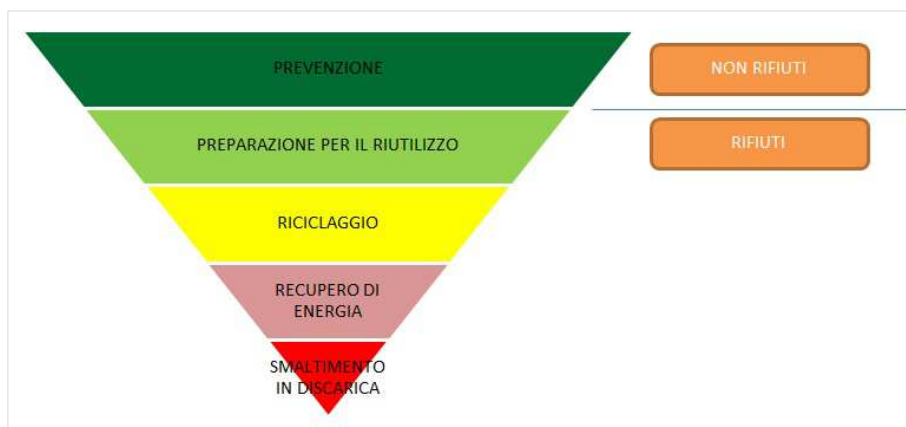 PREVENZIONE
NON RIFIUTI
PREPARAZIONE PER IL RIUTILIZZO
RIFIUTI
RICICLAGGIO
RECUPERO DI
ENERGIA
SMALTIMENTO
IN DISCARICA